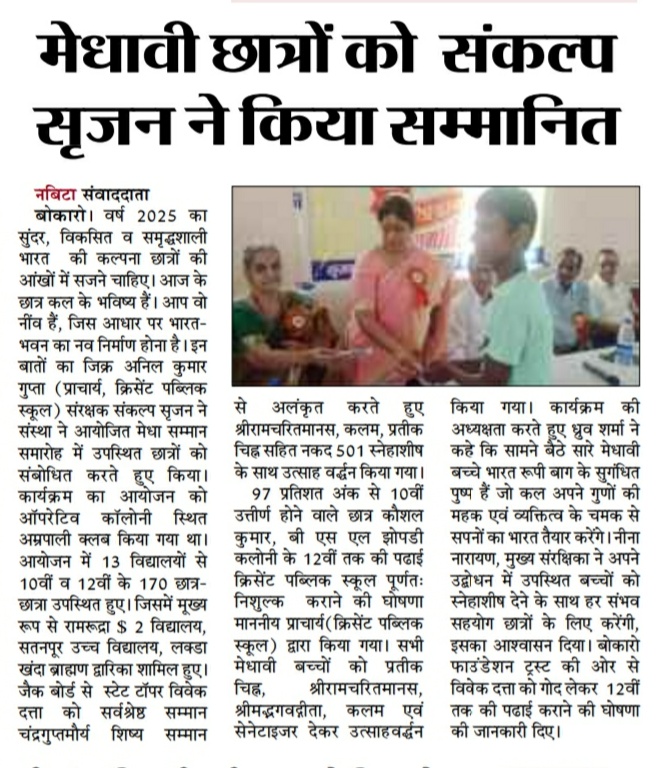 मेधावी छात्रों को संकल्प
सृजन ने किया सम्मानित
नबिटा संवाददाता
बोकारो। वर्ष 2025 का
सुंदर, विकसित व समृद्धशाली
भारत की कल्पना छात्रों की
आंखों में सजने चाहिए। आज के
छात्र कल के भविष्य हैं। आप वो
नींव हैं, जिस आधार पर भारत-
भवन का नव निर्माण होना है। इन
बातों का जिक्र अनिल कुमार
गुप्ता (प्राचार्य, क्रिसेंट पब्लिक
स्कूल) संरक्षक संकल्प सृजन ने
संस्था ने आयोजित मेधा सम्मान
समारोह में उपस्थित छात्रों को
संबोधित करते हुए किया।
कार्यक्रम का आयोजन को
ऑपरेटिव कॉलोनी स्थित
अम्रपाली क्लब किया गया था।
आयोजन में 13 विद्यालयों से
10वीं व 12वीं के 170 छात्र-
छात्रा उपस्थित हुए। जिसमें मूख्य
रूप से रामरूद्रा $ 2 विद्यालय,
सतनपूर उच्च विद्यालय, लक्डा
खंदा ब्राह्मण द्वारिका शामिल हुए।
जैक बोर्ड से स्टेट टॉपर विवेक
दत्ता को सर्वश्रेष्ठ सम्मान
चंद्रगुप्तमौर्य शिष्य सम्मान
से अलंकृत करते हुए
श्रीरामचरितमानस, कलम, प्रतीक
चिह्न सहित नकद 501 स्नेहाशीष
के साथ उत्साह वर्द्धन किया गया।
97 प्रतिशत अंक से 10वीं
उत्तीर्ण होने वाले छात्र कौशल
कुमार, बी एस एल झोपडी
कलोनी के 12वीं तक की पढाई
क्रिसेंट पब्लिक स्कूल पूर्णतः
निशुल्क कराने की घोषणा
माननीय प्राचार्य(क्रिसेंट पब्लिक
स्कूल) द्वारा किया गया। सभी
मेधावी बच्चों को प्रतीक
चिह्न, श्रीरामचरितमानस,
श्रीमद्भगवद्गीता, कलम एवं
सेनेटाइजर देकर उत्साहवर्द्धन
किया गया। कार्यक्रम की
अध्यक्षता करते हुए ध्रुव शर्मा ने
कहा कि सामने बैठे सारे मेधावी
बच्चे भारत रूपी बाग के सुगंधित
पुष्प हैं जो कल अपने गुणों की
महक एवं व्यक्तित्व के चमक से
सपनों का भारत तैयार करेंगे। नीना
नारायण, मुख्य संरक्षिका ने अपने
उद्बोधन में उपस्थित बच्चों को
स्नेहाशीष देने के साथ हर संभव
सहयोग छात्रों के लिए करेंगी,
इसका आश्वासन दिया। बोकारो
फाउंडेशन ट्रस्ट की ओर से
विवेक दत्ता को गोद लेकर 12वीं
तक की पढाई कराने की घोषणा
की जानकारी दिए।